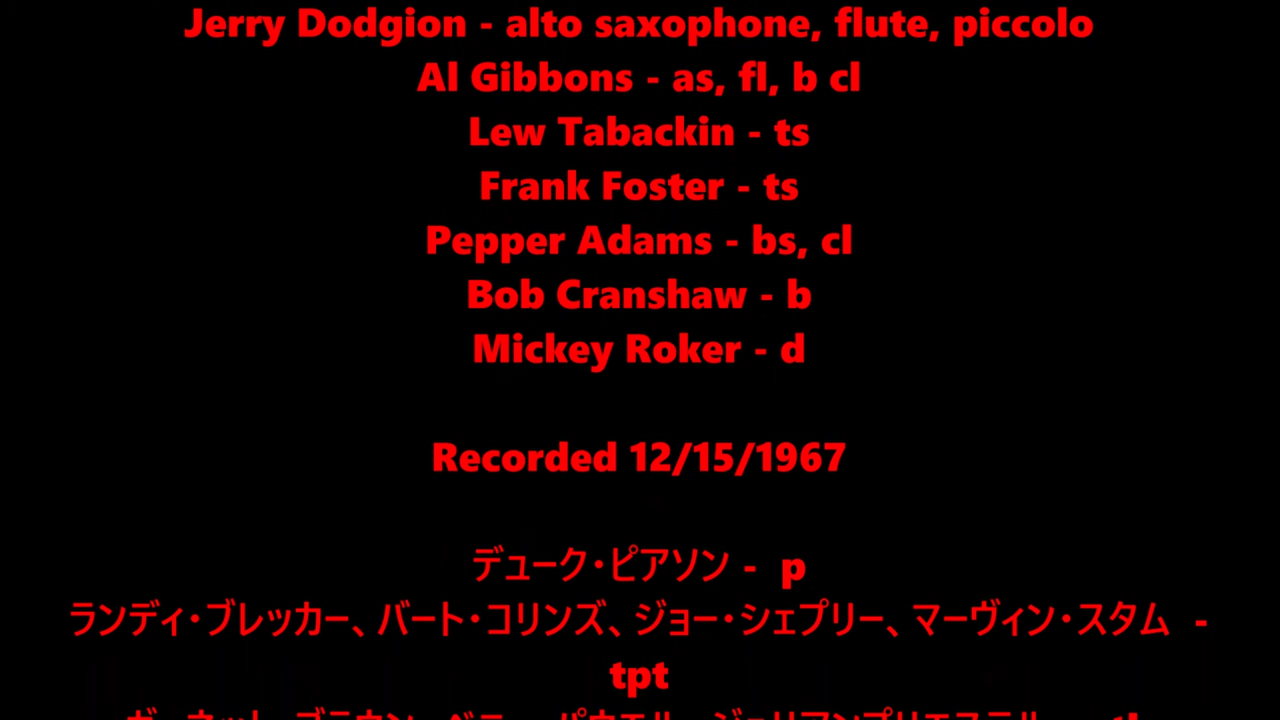 Jerry Dodgion - alto saxophone, flute, piccolo
Al Gibbons - as, fl, b cl
Lew Tabackin - ts
Frank Foster - ts
Pepper Adams - bs, cl
Bob Cranshaw - b
Mickey Roker - d
Recorded 12/15/1967
デューク・ピアソン - p
ランディ・ブレッカー、バート・コリンズ、ジョー・シェプリー、マーヴィン・スタム -
tpt